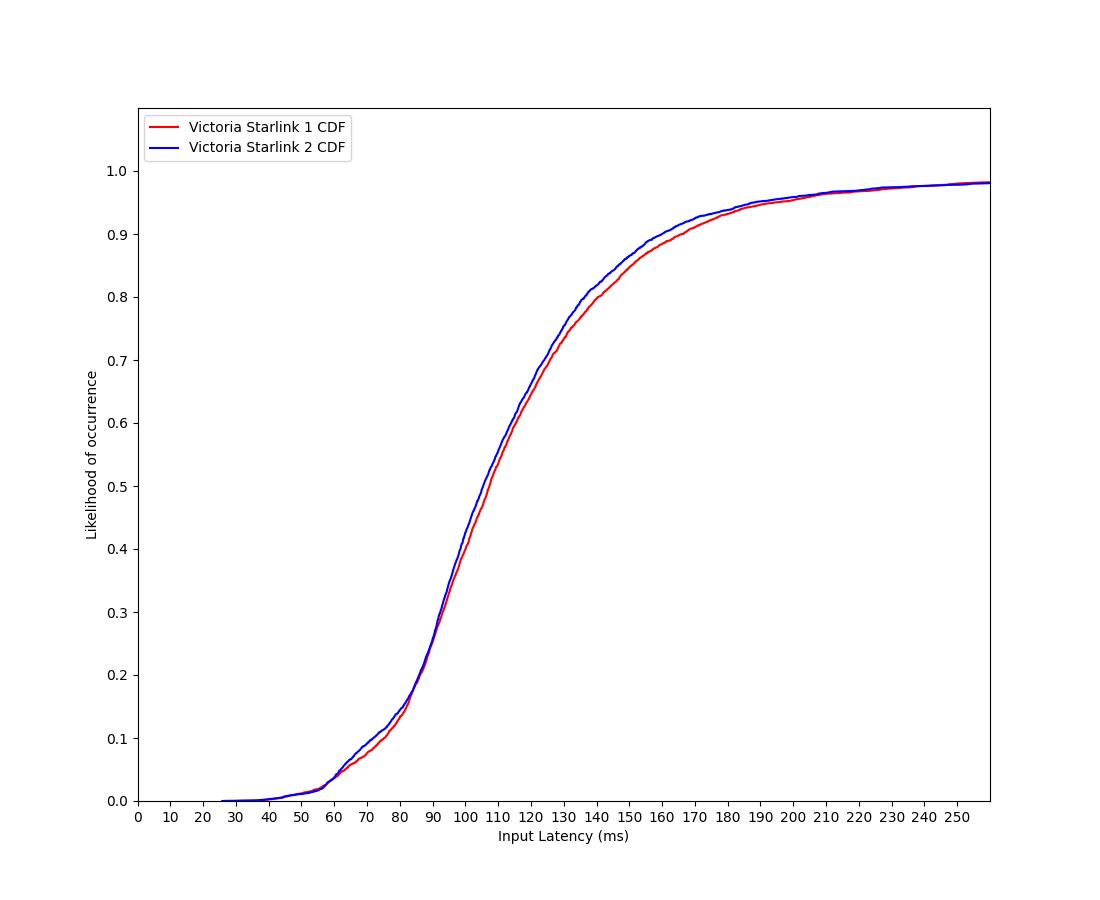 Victoria Starlink 1 CDF
Victoria Starlink 2 CDF
1.0
0.9
0.8
0.7
0.6
0.5
0.4
0.3
0.2
0.1
0.0
Likelihood of occurrence
0 10 20 30 40 50 60 70 80 90 100 110 120 130 140 150 160 170 180 190 200 210 220 230 240 250
Input Latency (ms)